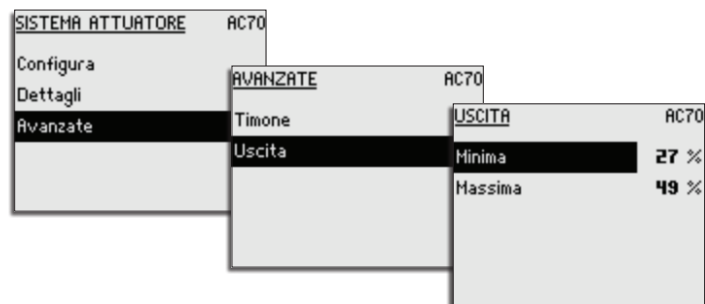 SISTEMA ATTUATORE AC70
Configura
Dettagli
Avanzate
AVANZATE AC70
Timone
Uscita
USCITA AC70
Minima 27 %
Massima 49 %